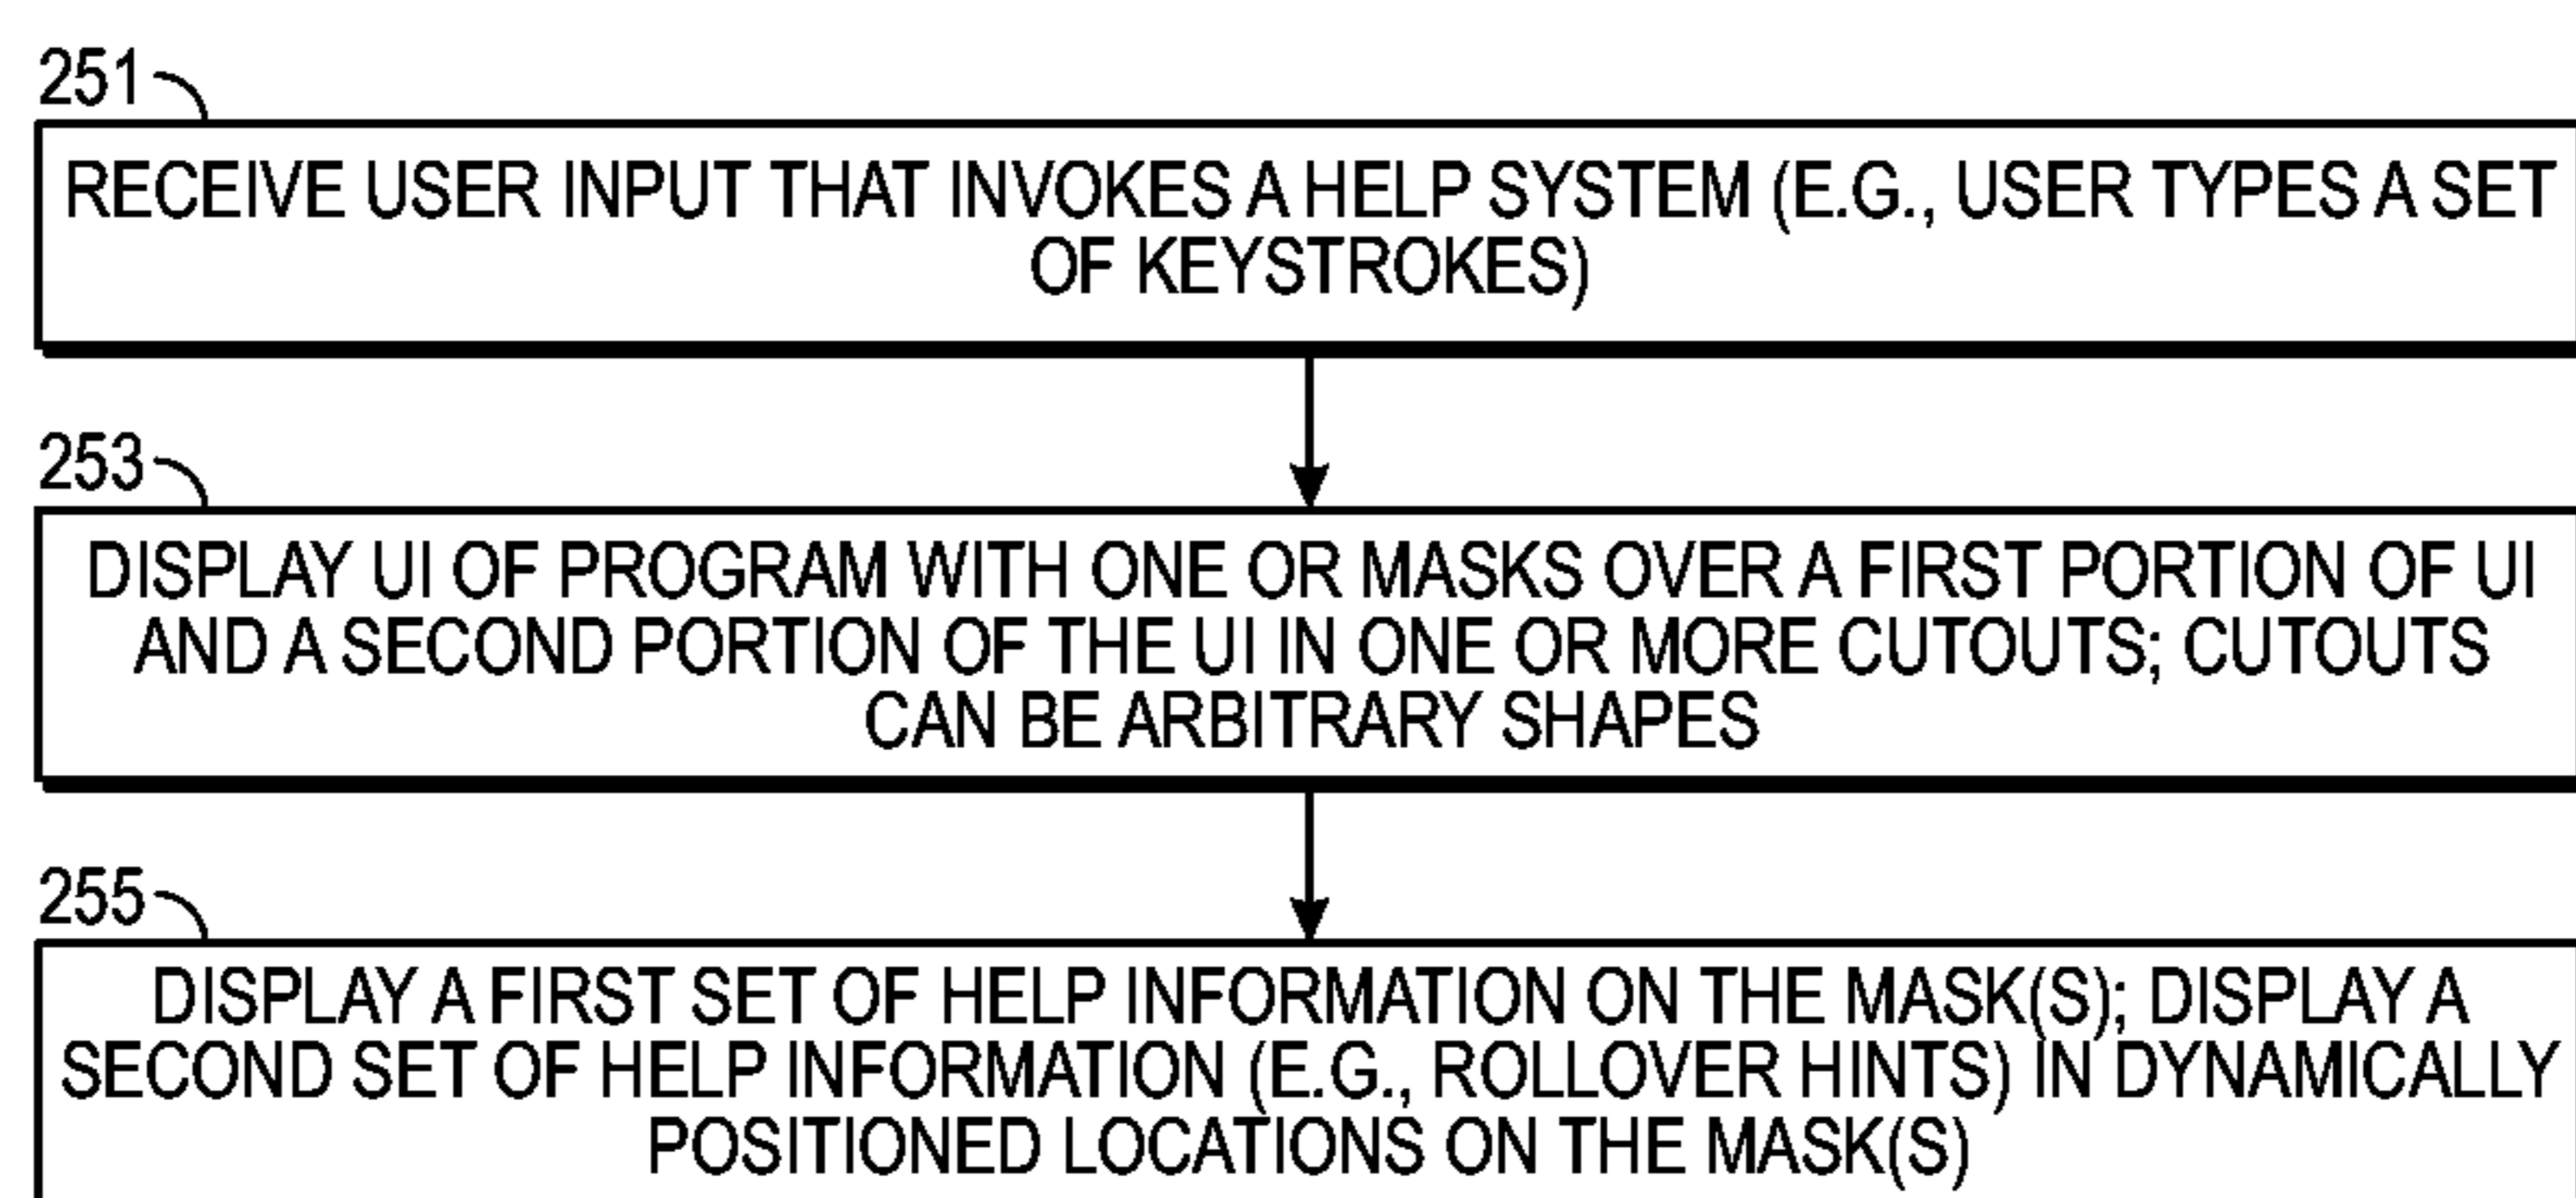 251
RECEIVE USER INPUT THAT INVOKES A HELP SYSTEM (E.G., USER TYPES A SET
OF KEYSTROKES)
253
DISPLAY UI OF PROGRAM WITH ONE OR MASKS OVER A FIRST PORTION OF UI
AND A SECOND PORTION OF THE UI IN ONE OR MORE CUTOUTS; CUTOUTS
CAN BE ARBITRARY SHAPES
255
DISPLAY A FIRST SET OF HELP INFORMATION ON THE MASK(S); DISPLAY A
SECOND SET OF HELP INFORMATION (E.G., ROLLOVER HINTS) IN DYNAMICALLY
POSITIONED LOCATIONS ON THE MASK(S)